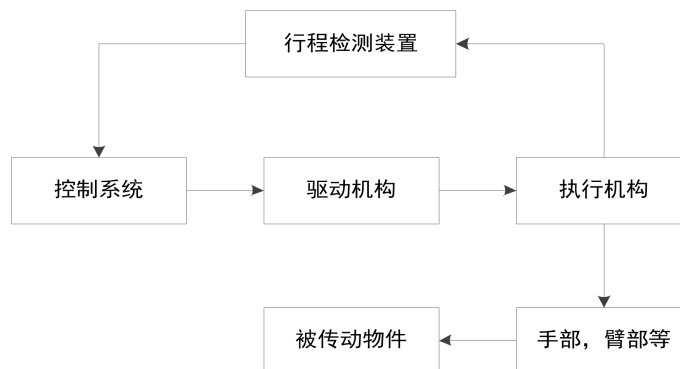 行程检测装置
控制系统
驱动机构
执行机构
被传动物件
手部，臂部等